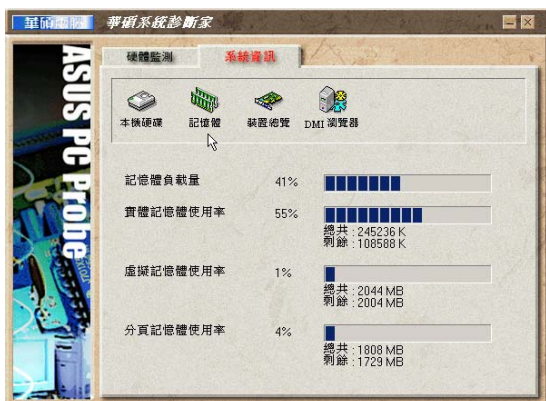 華碩電腦 華碩系統診斷家
ASUS PC Probe
硬體監測 系統資訊
本機硬碟 記憶體 裝置總覽 DMI 瀏覽器
記憶體負載量 41%
實體記憶體使用率 55%
總共 : 245236 K
剩餘 : 108588 K
虛擬記憶體使用率 1%
總共 : 2044 MB
剩餘 : 2004 MB
分頁記憶體使用率 4%
總共 : 1808 MB
剩餘 : 1729 MB